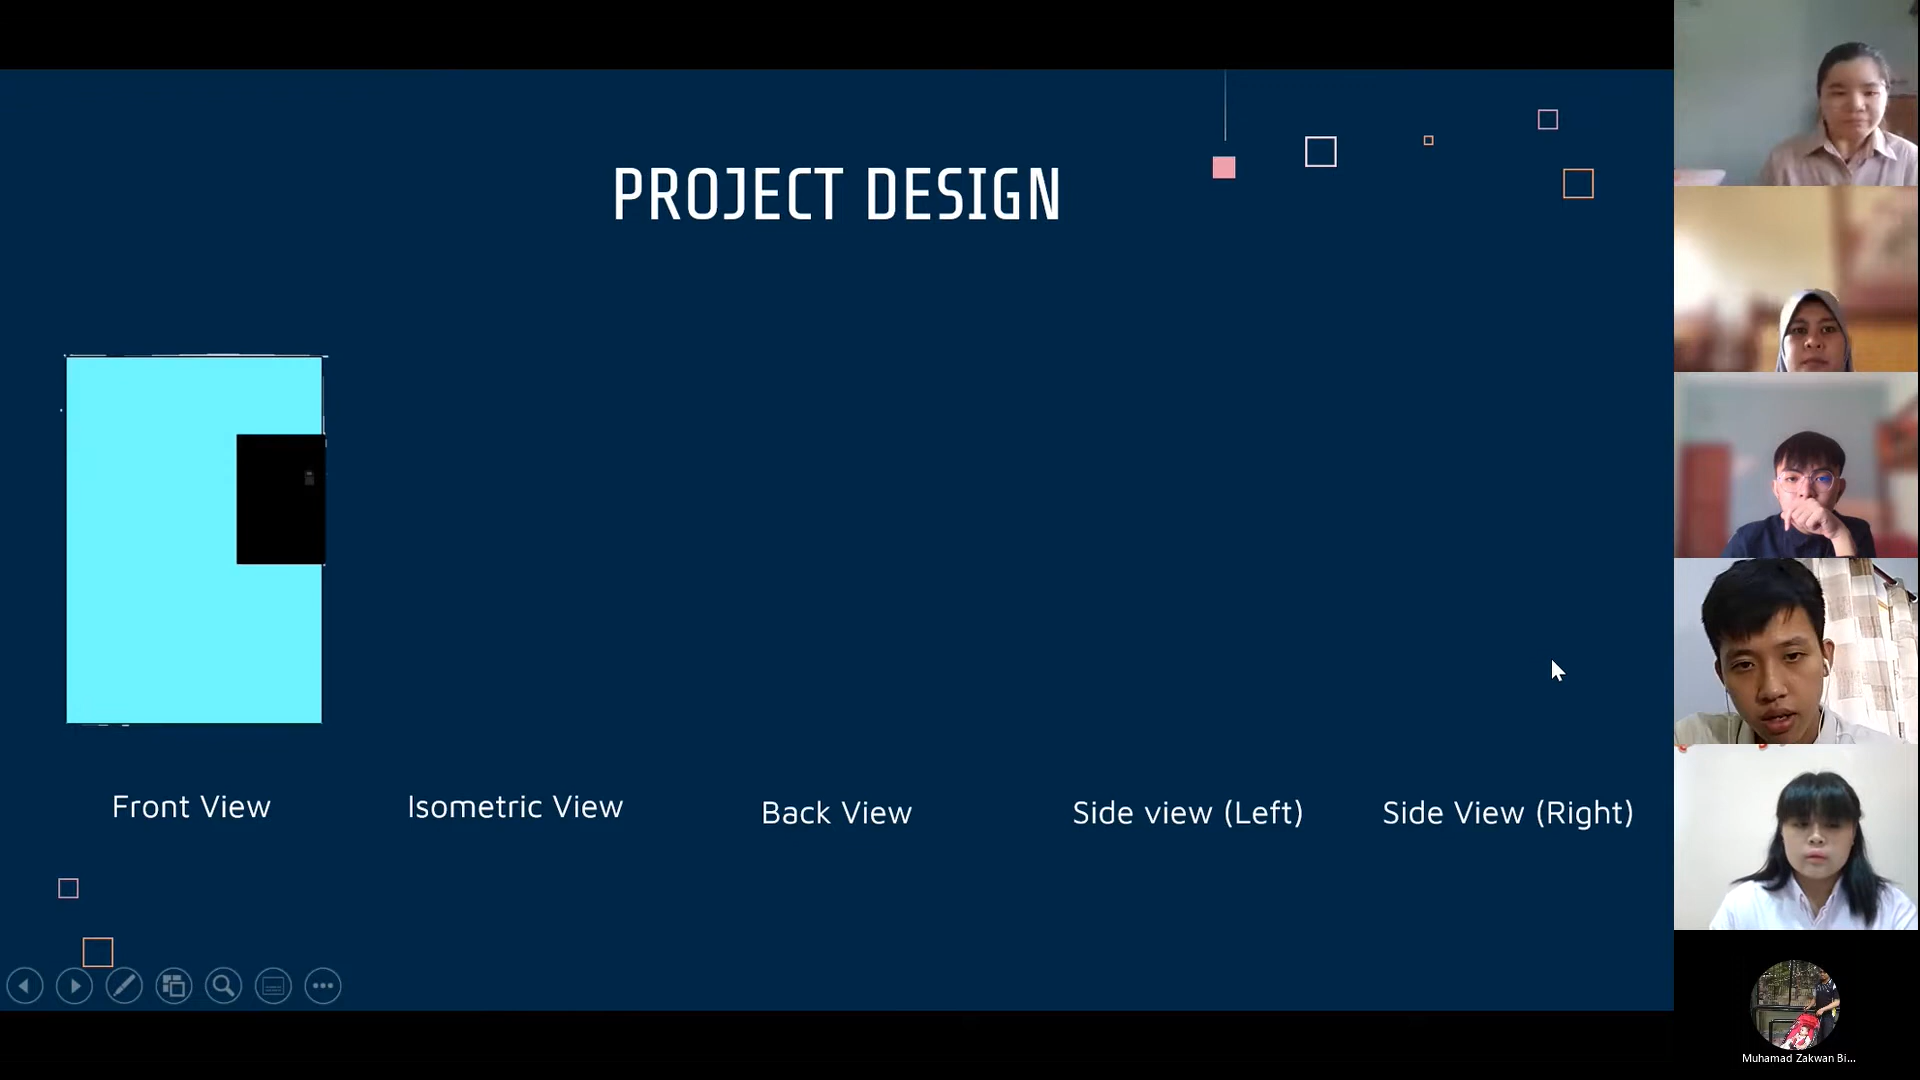 PROJECT DESIGN
Front View
Isometric View
Back View
Side view (Left)
Side View (Right)
Muhamad Zakwan Bi...